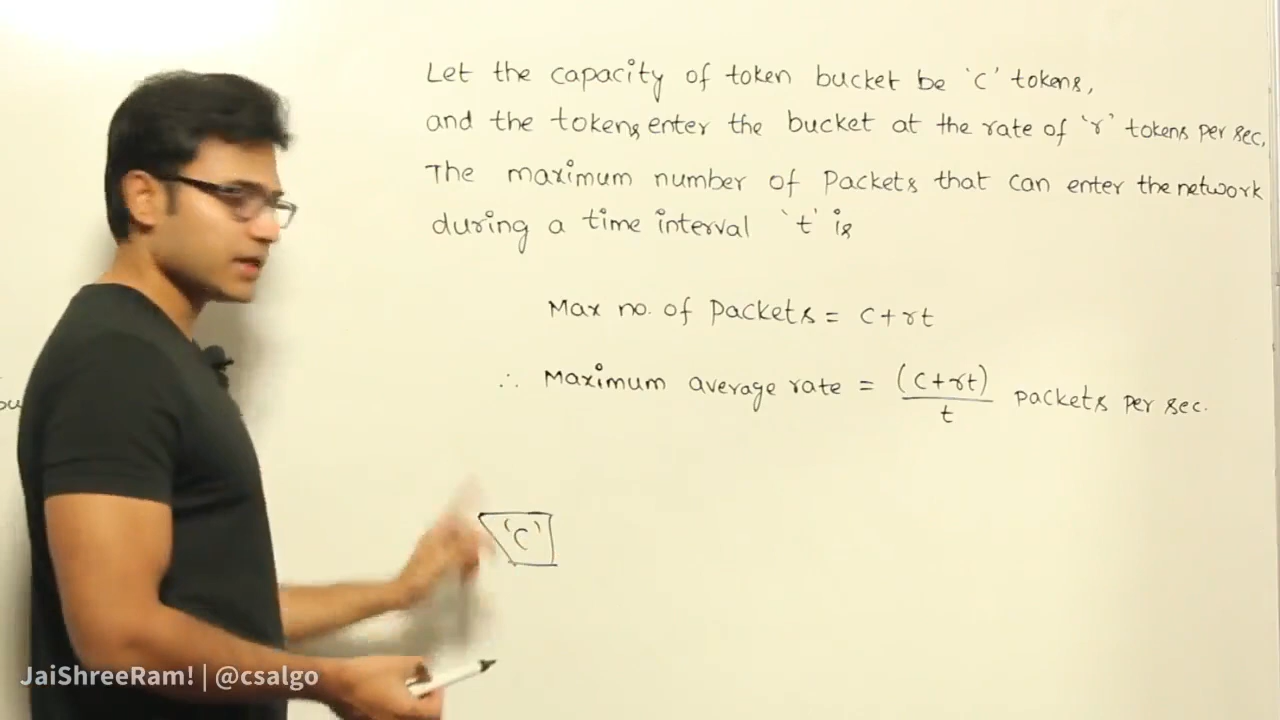 Let the capacity of token bucket be 'c' tokens,
and the tokens, enter the bucket at the rate of 'r' tokens per sec.
The maximum number of packets that can enter the network
during a time interval 't' is
Max no. of packets = c+rt
∴ Maximum average rate = (c+rt)/t packets per sec.
'c'
JaiShreeRam! | @csalgo